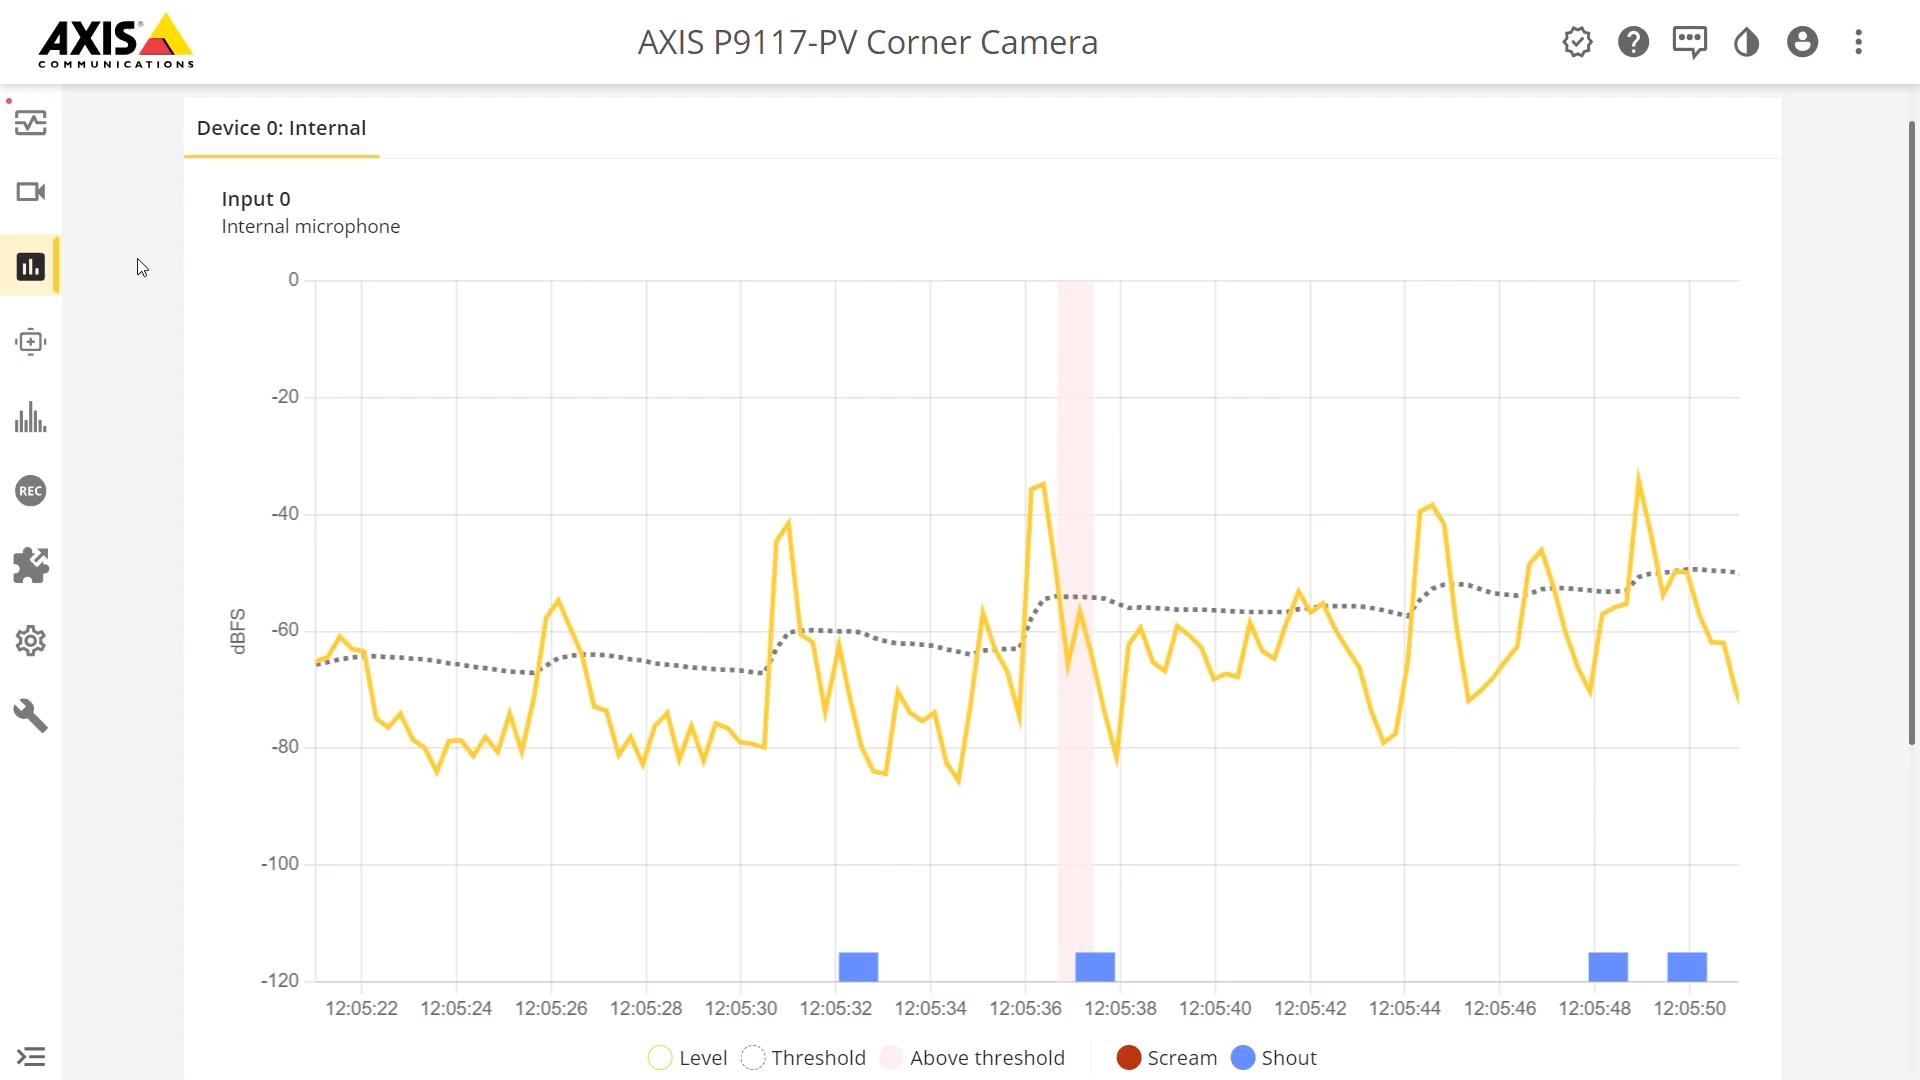 AXIS
COMMUNICATIONS
AXIS P9117-PV Corner Camera
Device 0: Internal
Input 0
Internal microphone
REC
dBFS
0
-20
-40
-60
-80
-100
-120
12:05:22 12:05:24 12:05:26 12:05:28 12:05:30 12:05:32 12:05:34 12:05:36 12:05:38 12:05:40 12:05:42 12:05:44 12:05:46 12:05:48 12:05:50
Level Threshold Above threshold Scream Shout